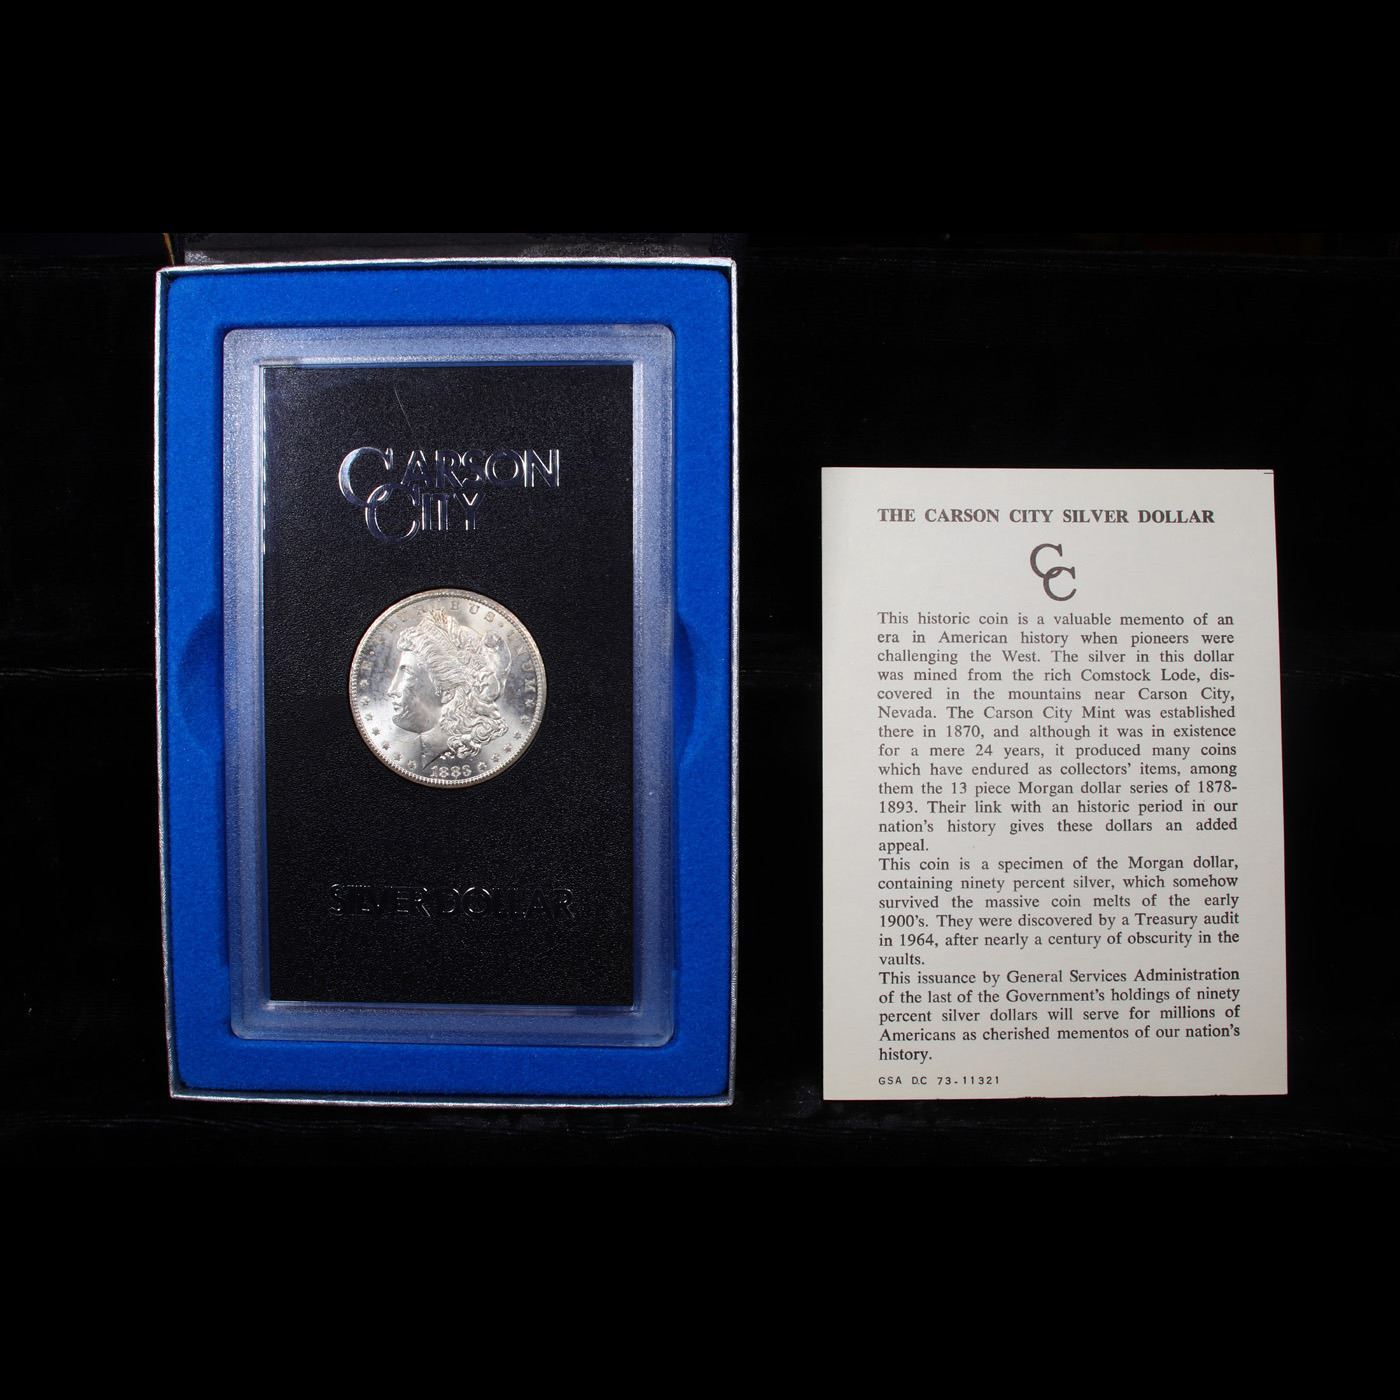 CARSON
CITY
E · PLURIBUS · UNUM
1883
SILVER DOLLAR
THE CARSON CITY SILVER DOLLAR
CC
This historic coin is a valuable memento of an
era in American history when pioneers were
challenging the West. The silver in this dollar
was mined from the rich Comstock Lode, dis-
covered in the mountains near Carson City,
Nevada. The Carson City Mint was established
there in 1870, and although it was in existence
for a mere 24 years, it produced many coins
which have endured as collectors' items, among
them the 13 piece Morgan dollar series of 1878-
1893. Their link with an historic period in our
nation's history gives these dollars an added
appeal.
This coin is a specimen of the Morgan dollar,
containing ninety percent silver, which somehow
survived the massive coin melts of the early
1900's. They were discovered by a Treasury audit
in 1964, after nearly a century of obscurity in the
vaults.
This issuance by General Services Administration
of the last of the Government's holdings of ninety
percent silver dollars will serve for millions of
Americans as cherished mementos of our nation's
history.
GSA DC 73-11321